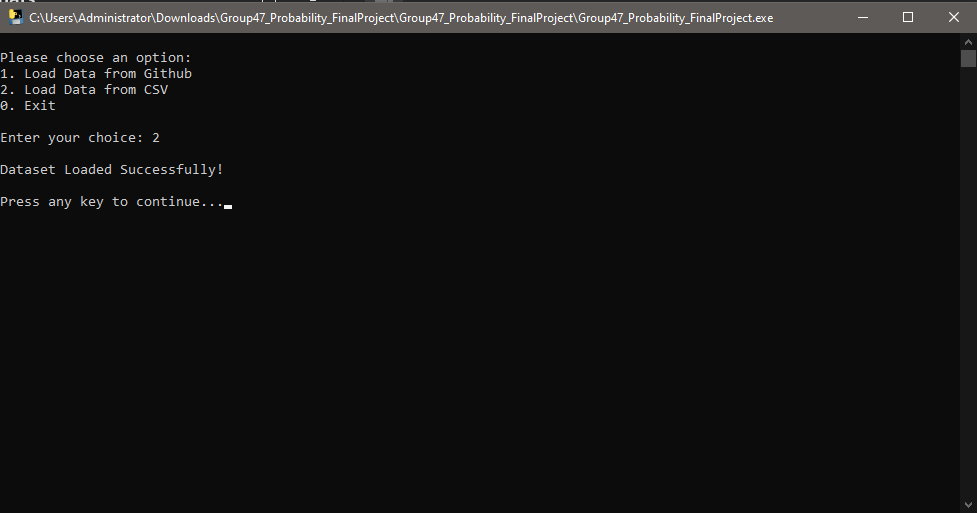 C:\Users\Administrator\Downloads\Group47_Probability_FinalProject\Group47_Probability_FinalProject\Group47_Probability_FinalProject.exe
Please choose an option:
1. Load Data from Github
2. Load Data from CSV
0. Exit
Enter your choice: 2
Dataset Loaded Successfully!
Press any key to continue...